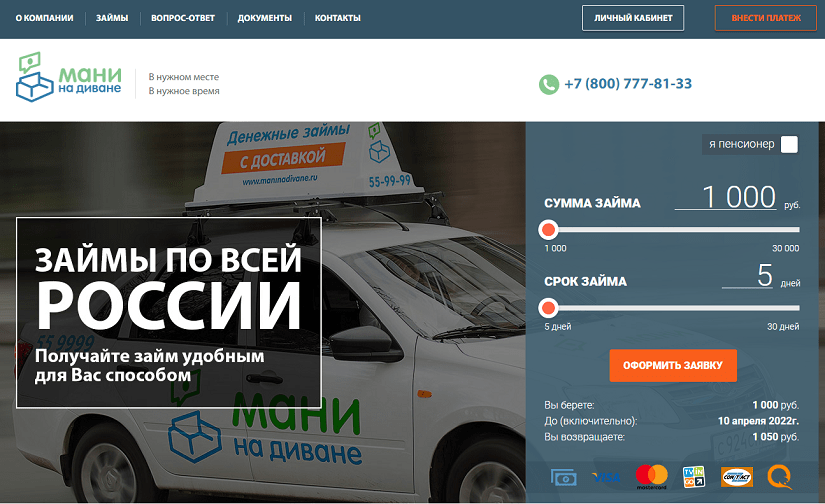 О КОМПАНИИ
ЗАЙМЫ
ВОПРОС-ОТВЕТ
ДОКУМЕНТЫ
КОНТАКТЫ
ЛИЧНЫЙ КАБИНЕТ
ВНЕСТИ ПЛАТЕЖ
мани
на диване
В нужном месте
В нужное время
+7 (800) 777-81-33
Денежные займы
С ДОСТАВКОЙ
www.maninadivane.ru
55-99-99
ЗАЙМЫ ПО ВСЕЙ
РОССИИ
Получайте займ удобным
для Вас способом
55 9999
мани
на диване
я пенсионер
СУММА ЗАЙМА 1 000 руб.
1 000 30 000
СРОК ЗАЙМА 5 дней
5 дней 30 дней
ОФОРМИТЬ ЗАЯВКУ
Вы берете: 1 000 руб.
До (включительно): 10 апреля 2022г.
Вы возвращаете: 1 050 руб.
VISA
mastercard
CONTACT